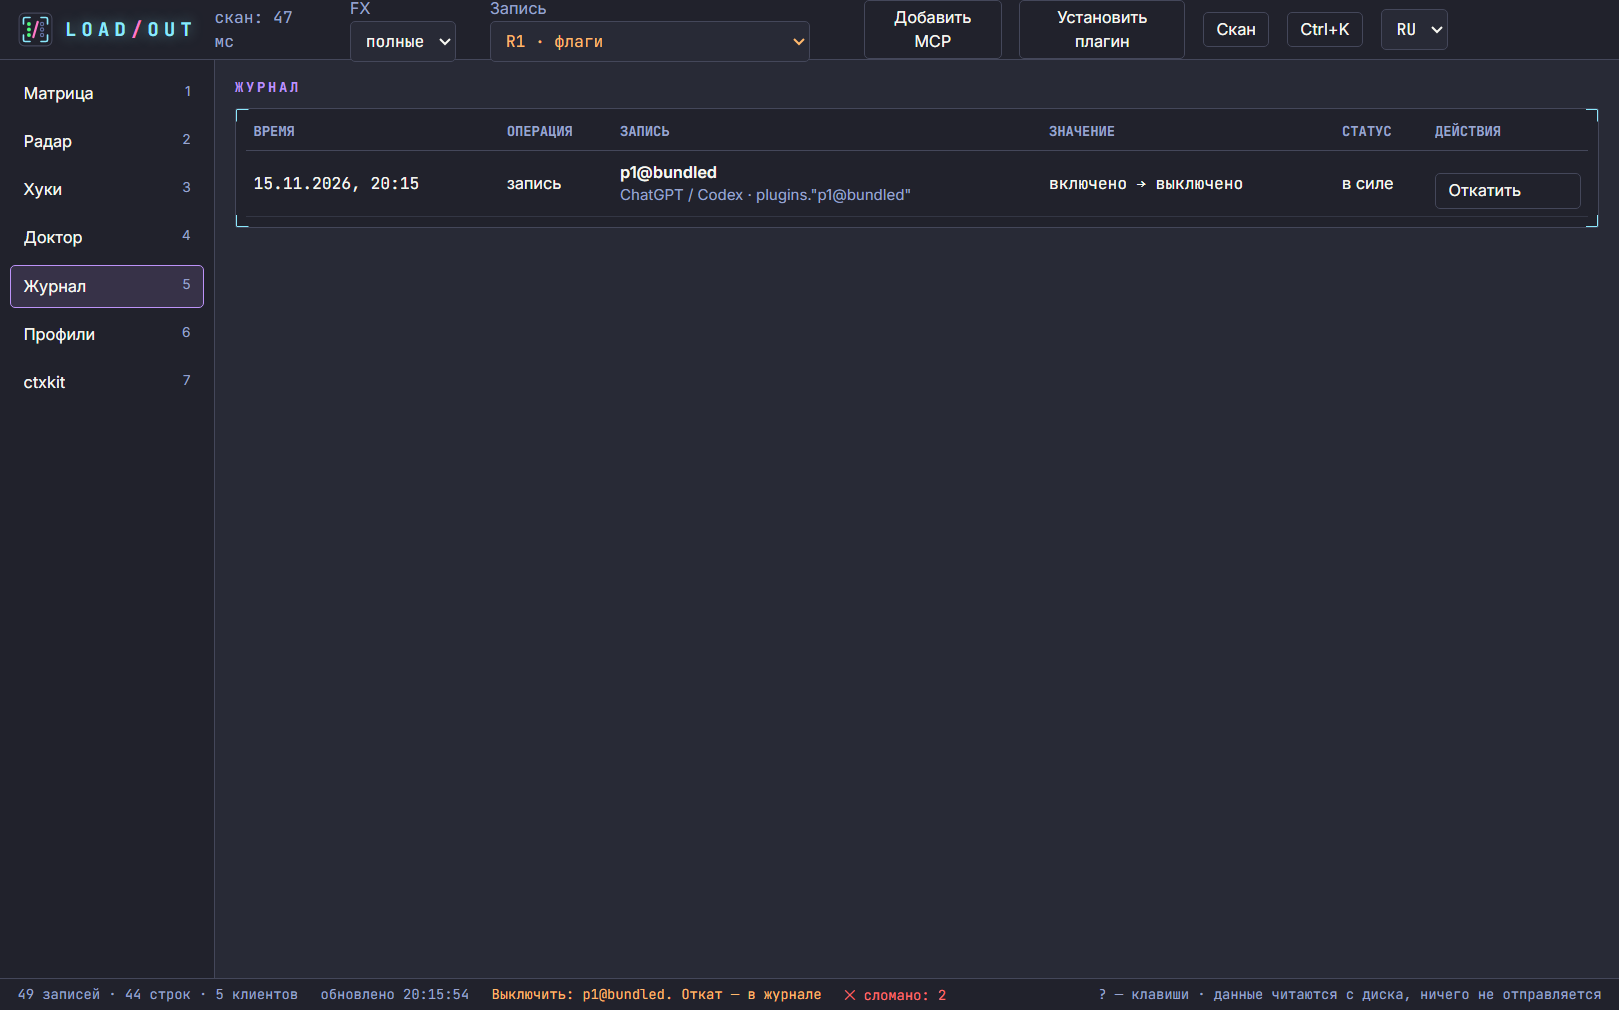 LOAD/OUT
скан: 47 мс
FX
полные
Запись
R1 · флаги
Добавить MCP
Установить плагин
Скан
Ctrl+K
RU
Матрица 1
Радар 2
Хуки 3
Доктор 4
Журнал 5
Профили 6
ctxkit 7
ЖУРНАЛ
ВРЕМЯ ОПЕРАЦИЯ ЗАПИСЬ ЗНАЧЕНИЕ СТАТУС ДЕЙСТВИЯ
15.11.2026, 20:15 запись p1@bundled включено → выключено в силе Откатить
ChatGPT / Codex · plugins."p1@bundled"
49 записей · 44 строк · 5 клиентов обновлено 20:15:54 Выключить: p1@bundled. Откат — в журнале × сломано: 2 ? — клавиши · данные читаются с диска, ничего не отправляется